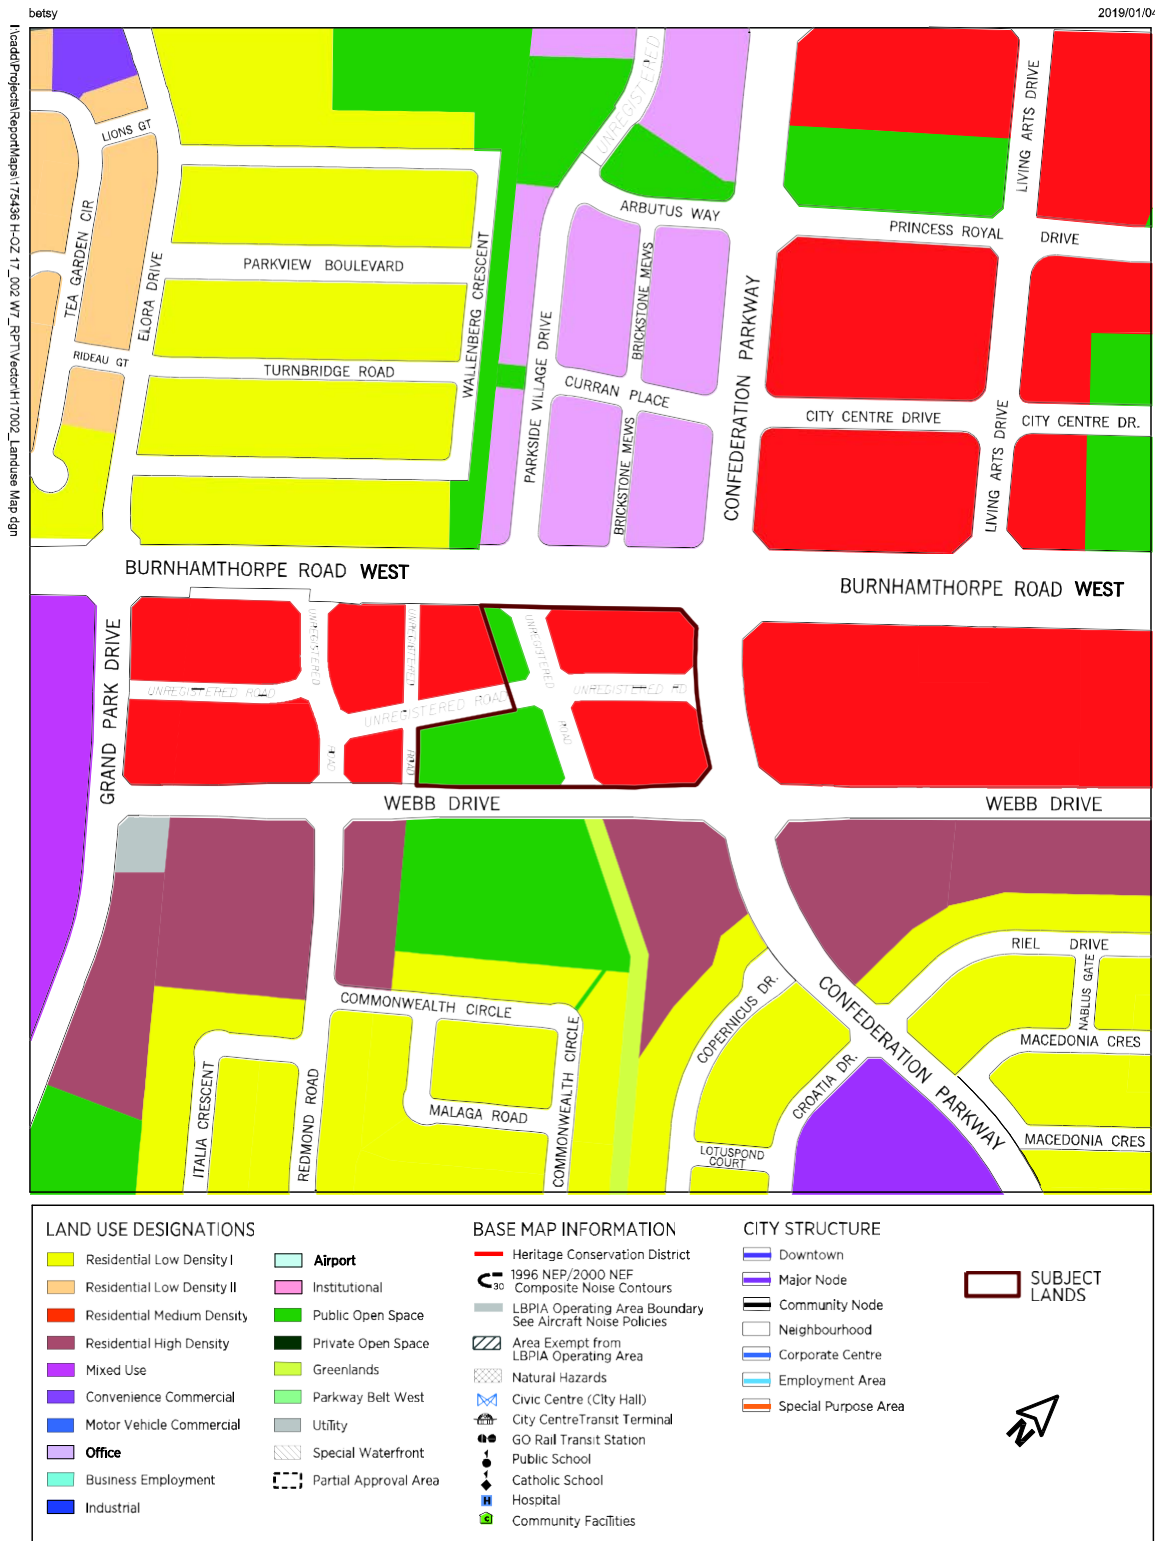 betsy
2019/01/04
I:\cadd\Projects\ReportMaps\175436 H-OZ 17_002 W7_RPT\Vector\H17002_Landuse Map.dgn
LIONS GT
TEA GARDEN CIR
ELORA DRIVE
RIDEAU GT
PARKVIEW BOULEVARD
TURNBRIDGE ROAD
WALLENBERG CRESCENT
UNREGISTERED
ARBUTUS WAY
PARKSIDE VILLAGE DRIVE
BRICKSTONE MEWS
CURRAN PLACE
BRICKSTONE MEWS
CONFEDERATION PARKWAY
LIVING ARTS DRIVE
PRINCESS ROYAL DRIVE
CITY CENTRE DRIVE
CITY CENTRE DR.
LIVING ARTS DRIVE
BURNHAMTHORPE ROAD WEST
BURNHAMTHORPE ROAD WEST
GRAND PARK DRIVE
UNREGISTERED ROAD
UNREGISTERED
ROAD
UNREGISTERED
ROAD
UNREGISTERED ROAD
UNREGISTERED
ROAD
UNREGISTERED RD
WEBB DRIVE
WEBB DRIVE
RIEL DRIVE
NABLUS GATE
COMMONWEALTH CIRCLE
COMMONWEALTH CIRCLE
COPERNICUS DR.
CONFEDERATION PARKWAY
MACEDONIA CRES
CROATIA DR.
ITALIA CRESCENT
REDMOND ROAD
MALAGA ROAD
LOTUSPOND
COURT
MACEDONIA CRES
LAND USE DESIGNATIONS
Residential Low Density I
Residential Low Density II
Residential Medium Density
Residential High Density
Mixed Use
Convenience Commercial
Motor Vehicle Commercial
Office
Business Employment
Industrial
Airport
Institutional
Public Open Space
Private Open Space
Greenlands
Parkway Belt West
Utility
Special Waterfront
Partial Approval Area
BASE MAP INFORMATION
Heritage Conservation District
30
1996 NEP/2000 NEF
Composite Noise Contours
LBPIA Operating Area Boundary
See Aircraft Noise Policies
Area Exempt from
LBPIA Operating Area
Natural Hazards
Civic Centre (City Hall)
City CentreTransit Terminal
GO Rail Transit Station
Public School
Catholic School
H
Hospital
C
Community Facilities
CITY STRUCTURE
Downtown
Major Node
Community Node
Neighbourhood
Corporate Centre
Employment Area
Special Purpose Area
SUBJECT
LANDS
N